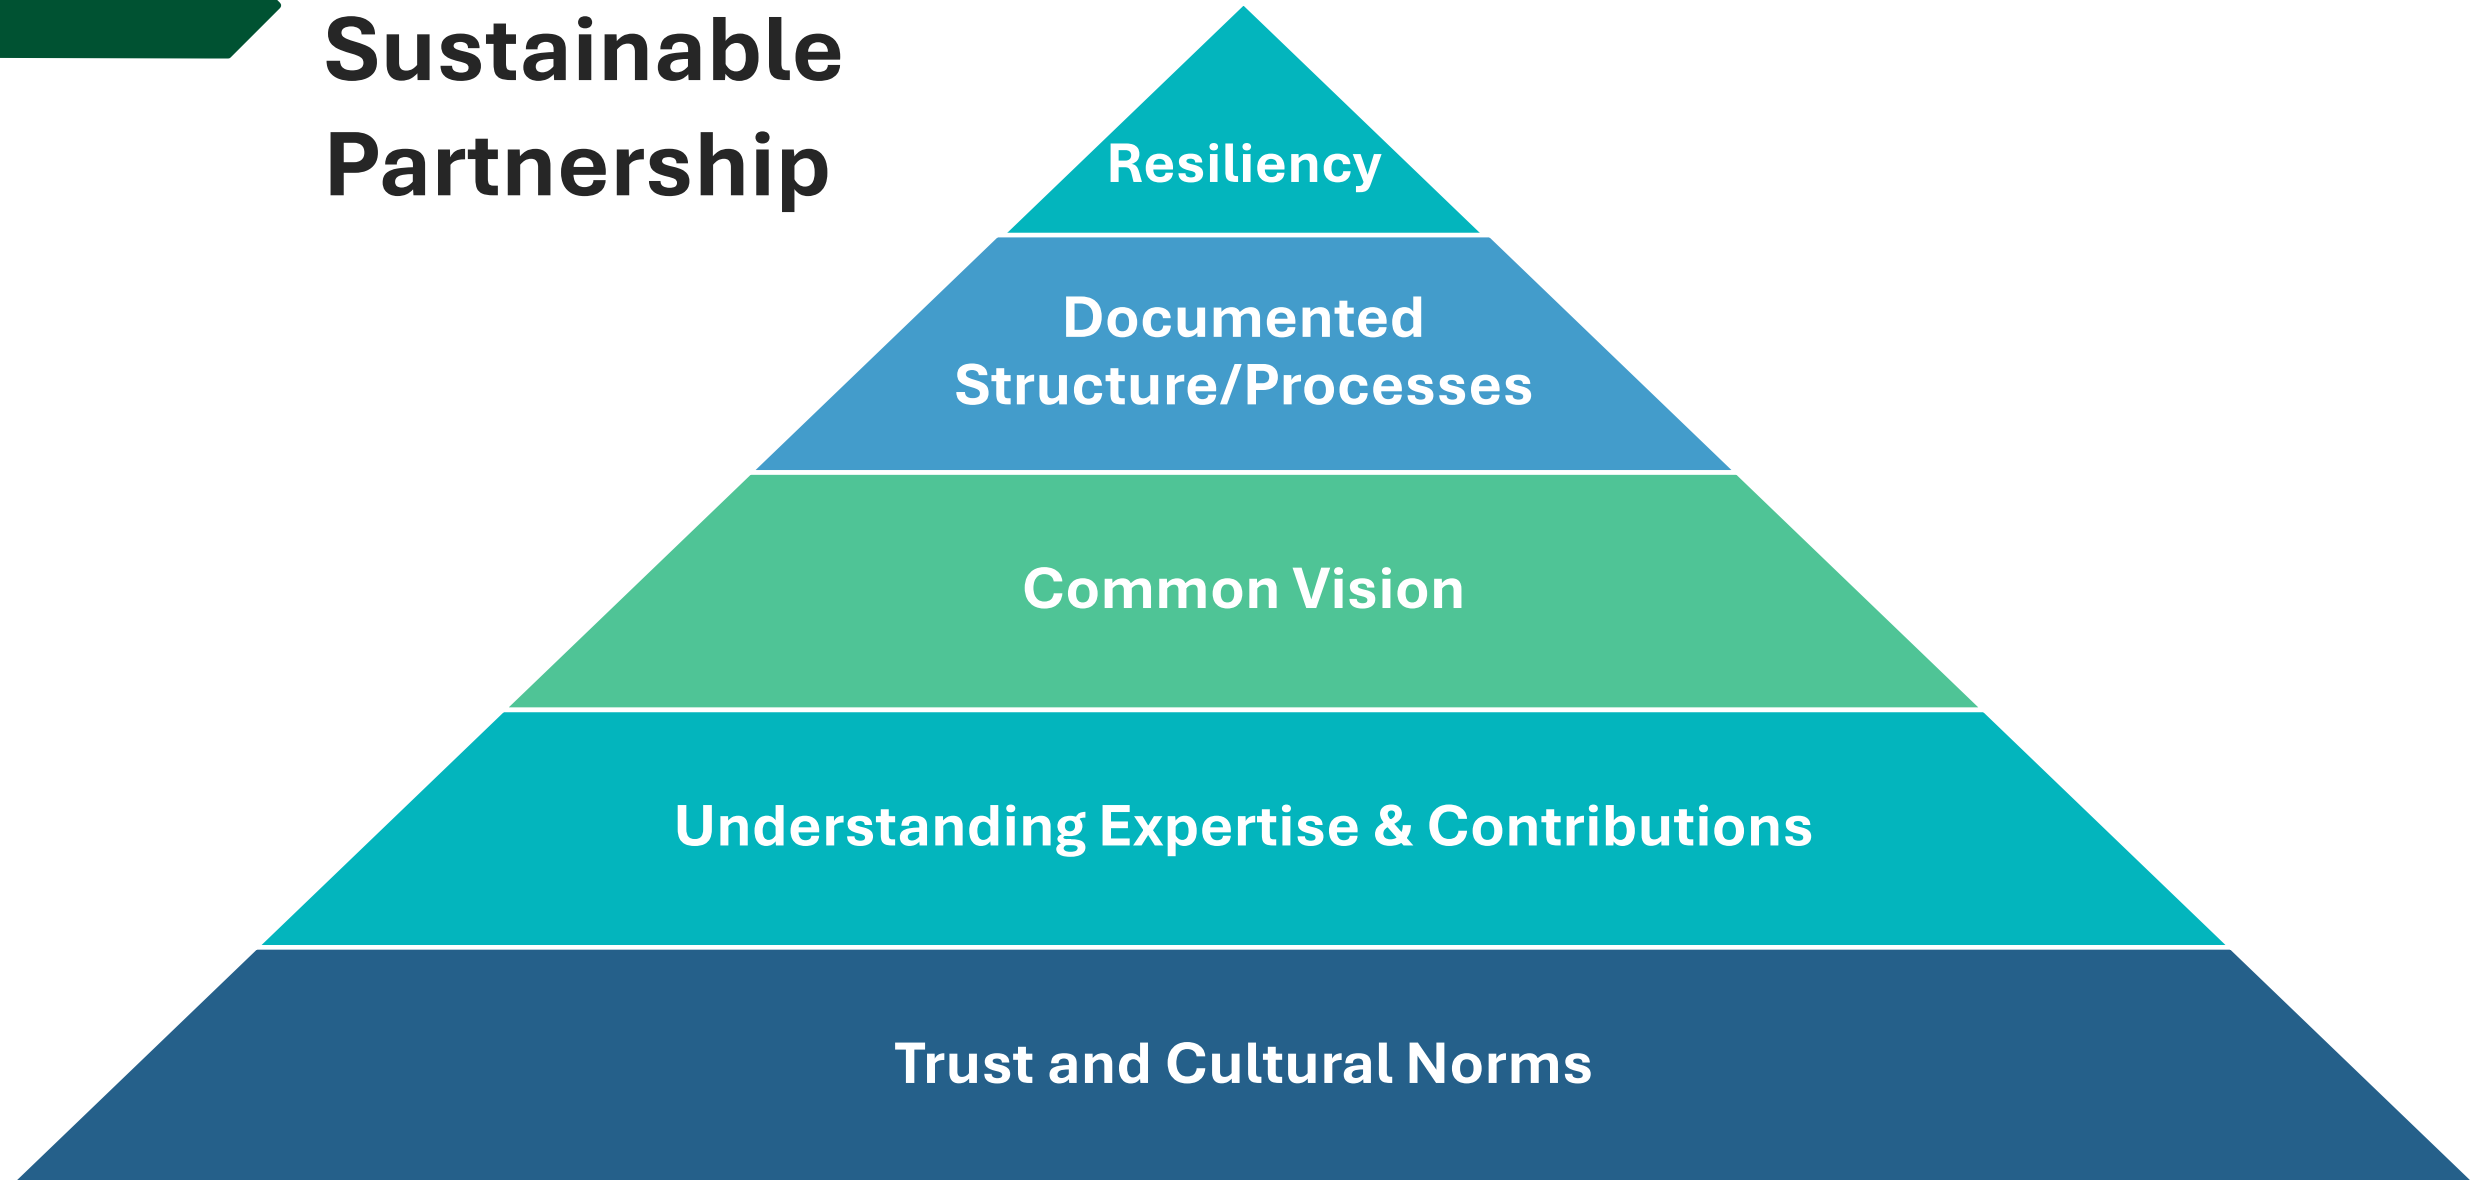 Sustainable
Partnership
Resiliency
Documented
Structure/Processes
Common Vision
Understanding Expertise & Contributions
Trust and Cultural Norms